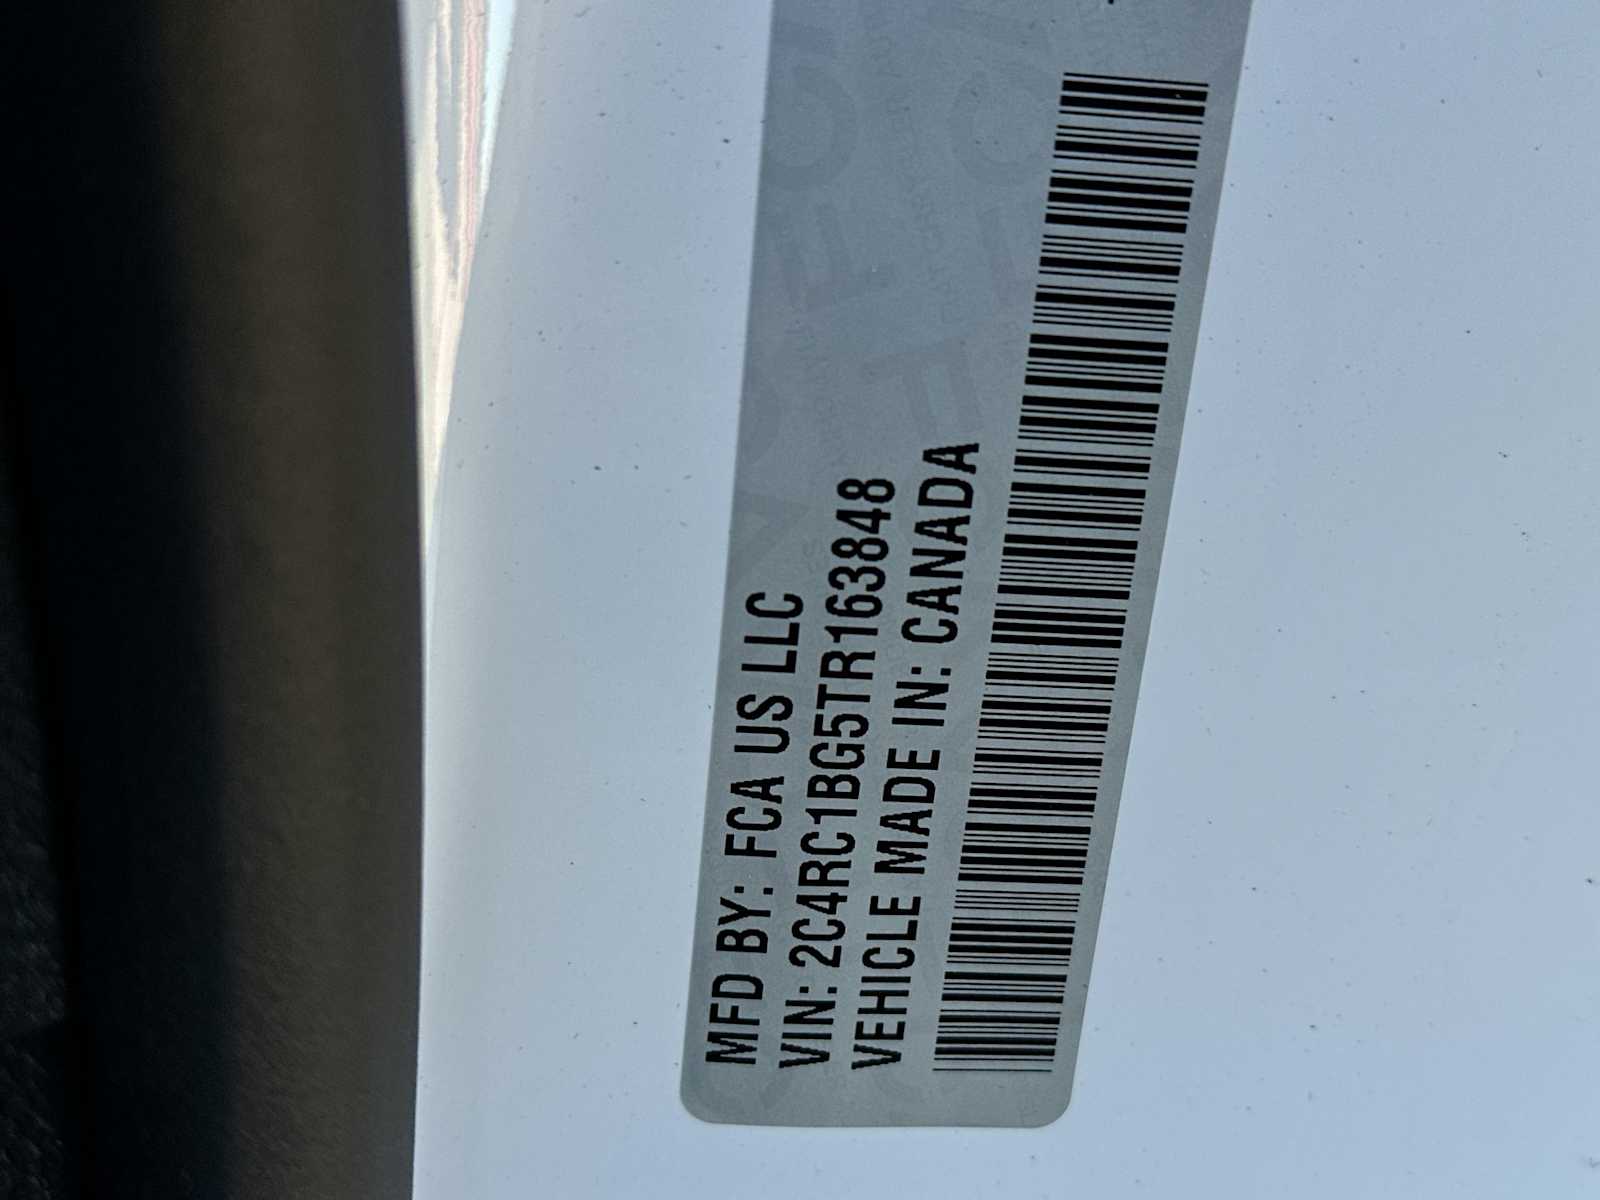 MFD BY: FCA US LLC
VIN: 2C4RC1BG5TR163848
VEHICLE MADE IN: CANADA